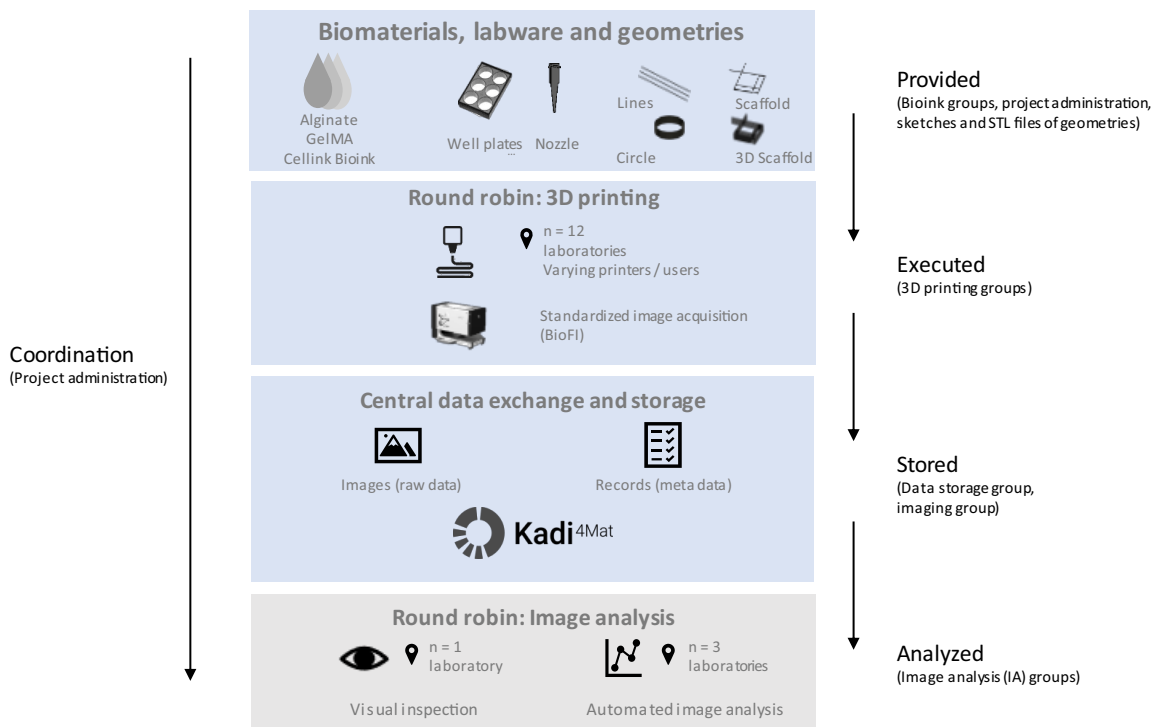 Biomaterials, labware and geometries
Alginate
GelMA
Cellink Bioink
Well plates
...
Nozzle
Lines
Scaffold
Circle
3D Scaffold
Provided
(Bioink groups, project administration,
sketches and STL files of geometries)
Round robin: 3D printing
n = 12
laboratories
Varying printers / users
Standardized image acquisition
(BioFI)
Executed
(3D printing groups)
Coordination
(Project administration)
Central data exchange and storage
Images (raw data)
Records (meta data)
Kadi4Mat
Stored
(Data storage group,
imaging group)
Round robin: Image analysis
n = 1
laboratory
n = 3
laboratories
Visual inspection
Automated image analysis
Analyzed
(Image analysis (IA) groups)